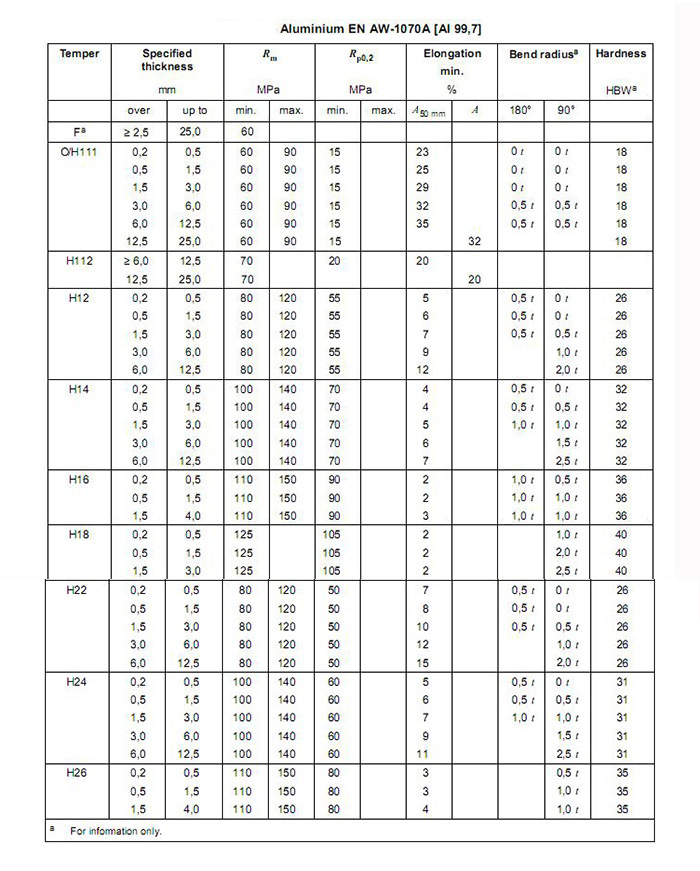 Aluminium EN AW-1070A [Al 99,7]
Temper Specified thickness Rm Rp0,2 Elongation min. Bend radiusᵃ Hardness
mm MPa MPa % HBWᵃ
over up to min. max. min. max. A50 mm A 180° 90°
Fᵃ ≥ 2,5 25,0 60
O/H111 0,2 0,5 60 90 15 23 0 t 0 t 18
0,5 1,5 60 90 15 25 0 t 0 t 18
1,5 3,0 60 90 15 29 0 t 0 t 18
3,0 6,0 60 90 15 32 0,5 t 0,5 t 18
6,0 12,5 60 90 15 35 0,5 t 0,5 t 18
12,5 25,0 60 90 15 32 18
H112 ≥ 6,0 12,5 70 20 20
12,5 25,0 70 20
H12 0,2 0,5 80 120 55 5 0,5 t 0 t 26
0,5 1,5 80 120 55 6 0,5 t 0 t 26
1,5 3,0 80 120 55 7 0,5 t 0,5 t 26
3,0 6,0 80 120 55 9 1,0 t 26
6,0 12,5 80 120 55 12 2,0 t 26
H14 0,2 0,5 100 140 70 4 0,5 t 0 t 32
0,5 1,5 100 140 70 4 0,5 t 0,5 t 32
1,5 3,0 100 140 70 5 1,0 t 1,0 t 32
3,0 6,0 100 140 70 6 1,5 t 32
6,0 12,5 100 140 70 7 2,5 t 32
H16 0,2 0,5 110 150 90 2 1,0 t 0,5 t 36
0,5 1,5 110 150 90 2 1,0 t 1,0 t 36
1,5 4,0 110 150 90 3 1,0 t 1,0 t 36
H18 0,2 0,5 125 105 2 1,0 t 40
0,5 1,5 125 105 2 2,0 t 40
1,5 3,0 125 105 2 2,5 t 40
H22 0,2 0,5 80 120 50 7 0,5 t 0 t 26
0,5 1,5 80 120 50 8 0,5 t 0 t 26
1,5 3,0 80 120 50 10 0,5 t 0,5 t 26
3,0 6,0 80 120 50 12 1,0 t 26
6,0 12,5 80 120 50 15 2,0 t 26
H24 0,2 0,5 100 140 60 5 0,5 t 0 t 31
0,5 1,5 100 140 60 6 0,5 t 0,5 t 31
1,5 3,0 100 140 60 7 1,0 t 1,0 t 31
3,0 6,0 100 140 60 9 1,5 t 31
6,0 12,5 100 140 60 11 2,5 t 31
H26 0,2 0,5 110 150 80 3 0,5 t 35
0,5 1,5 110 150 80 3 1,0 t 35
1,5 4,0 110 150 80 4 1,0 t 35
ᵃ For information only.